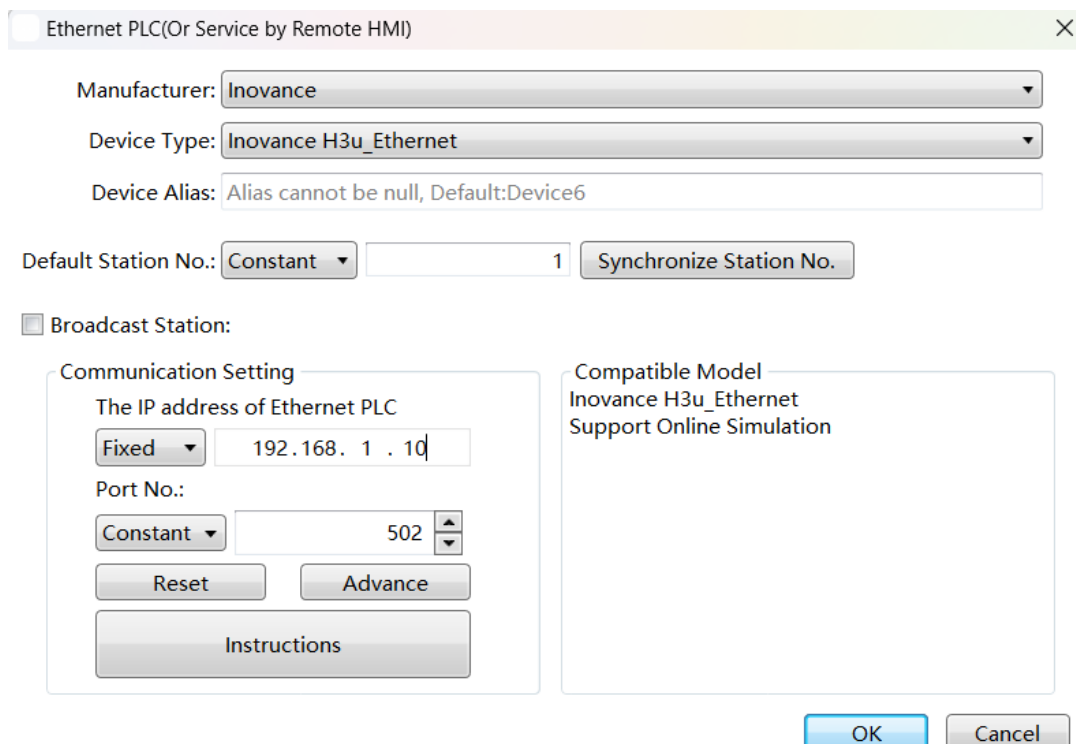 Ethernet PLC(Or Service by Remote HMI)
Manufacturer: Inovance
Device Type: Inovance H3u_Ethernet
Device Alias: Alias cannot be null, Default:Device6
Default Station No.: Constant 1 Synchronize Station No.
Broadcast Station:
Communication Setting
The IP address of Ethernet PLC
Fixed 192.168. 1 . 10
Port No.:
Constant 502
Reset Advance
Instructions
Compatible Model
Inovance H3u_Ethernet
Support Online Simulation
OK Cancel